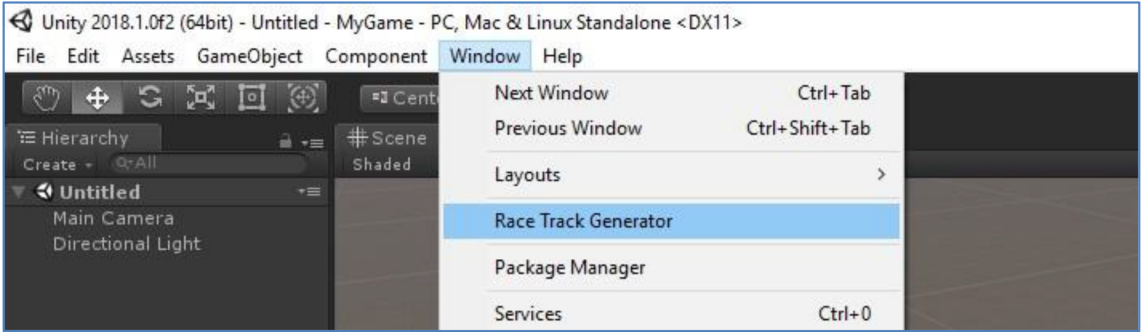 Unity 2018.1.0f2 (64bit) - Untitled - MyGame - PC, Mac & Linux Standalone <DX11>
File Edit Assets GameObject Component Window Help
Cent
Next Window Ctrl+Tab
Previous Window Ctrl+Shift+Tab
Layouts
Race Track Generator
Package Manager
Services Ctrl+0
Hierarchy
Create All
Untitled
Main Camera
Directional Light
Scene
Shaded